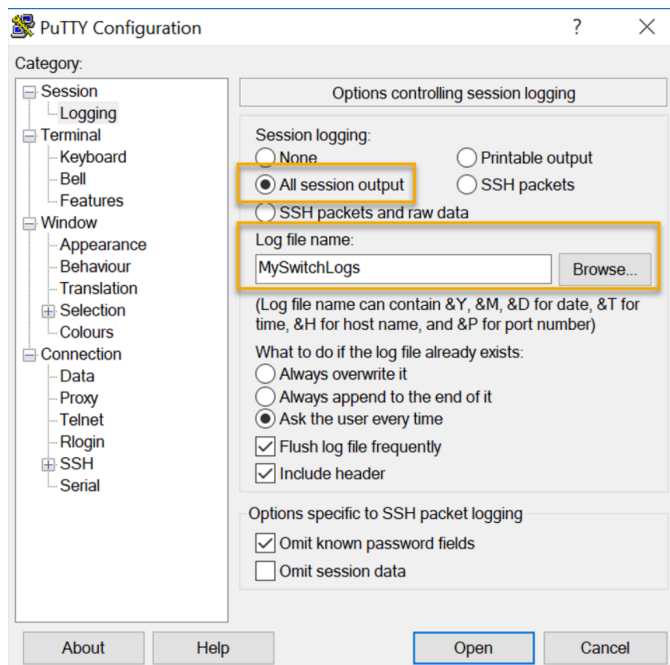 PuTTY Configuration
?
Category:
Session
Logging
Terminal
Keyboard
Bell
Features
Window
Appearance
Behaviour
Translation
Selection
Colours
Connection
Data
Proxy
Telnet
Rlogin
SSH
Serial
Options controlling session logging
Session logging:
None
Printable output
All session output
SSH packets
SSH packets and raw data
Log file name:
MySwitchLogs
Browse...
(Log file name can contain &Y, &M, &D for date, &T for
time, &H for host name, and &P for port number)
What to do if the log file already exists:
Always overwrite it
Always append to the end of it
Ask the user every time
Flush log file frequently
Include header
Options specific to SSH packet logging
Omit known password fields
Omit session data
About
Help
Open
Cancel